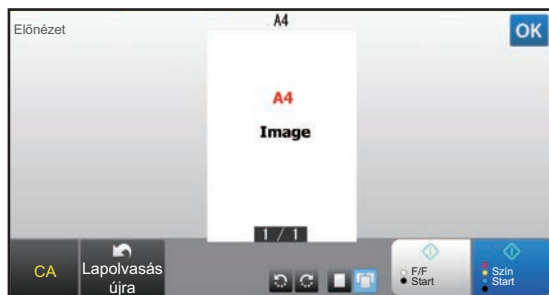 A4
Előnézet
OK
A4
Image
1 / 1
CA
Lapolvasás
újra
F/F
Start
Szín
Start